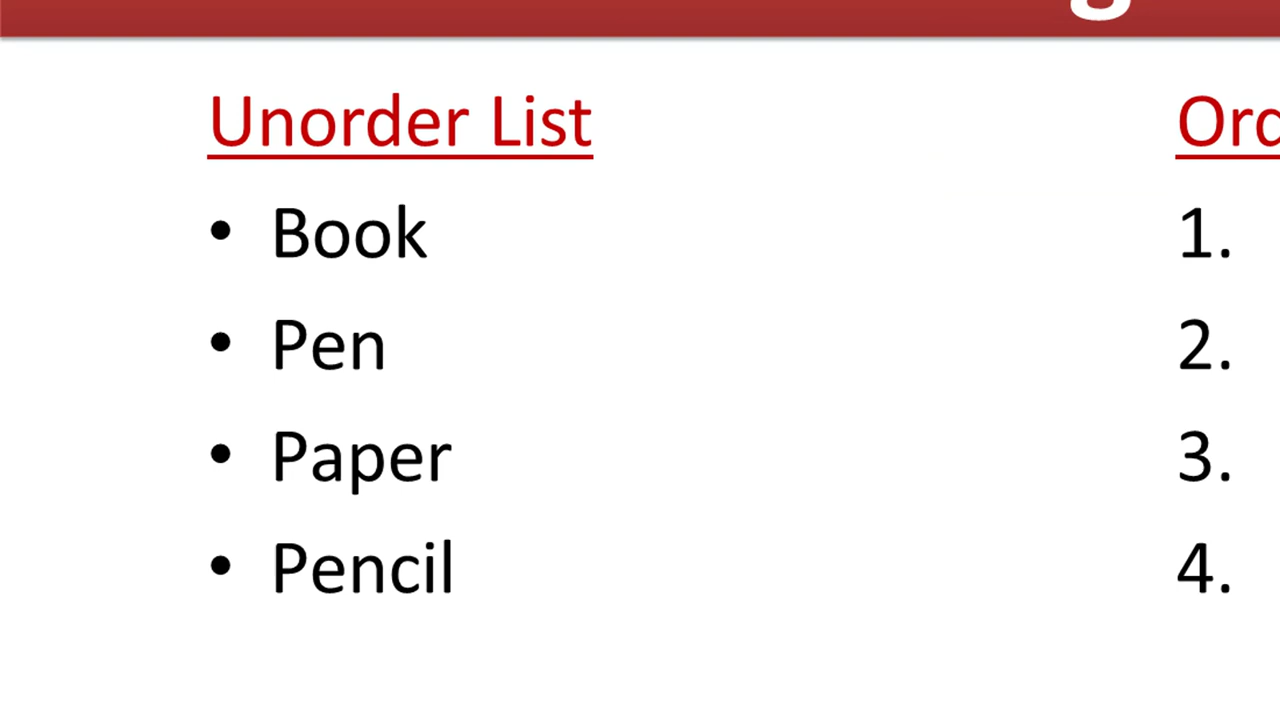 Unorder List
• Book
• Pen
• Paper
• Pencil
1.
2.
3.
4.